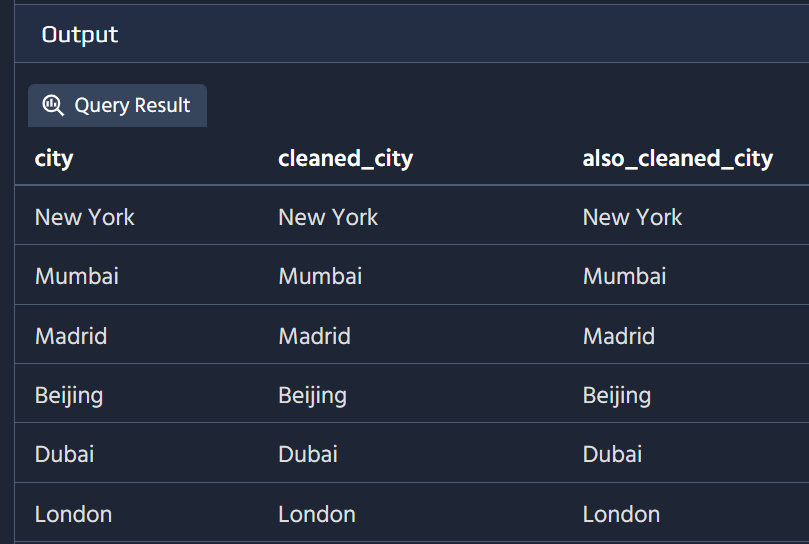 Output
Query Result
city cleaned_city also_cleaned_city
New York New York New York
Mumbai Mumbai Mumbai
Madrid Madrid Madrid
Beijing Beijing Beijing
Dubai Dubai Dubai
London London London